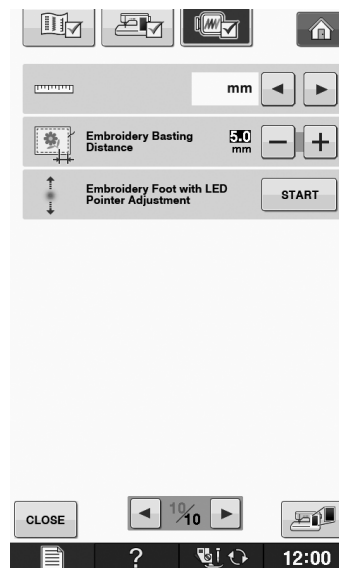 mm
Embroidery Basting
Distance
5.0
mm
− +
Embroidery Foot with LED
Pointer Adjustment
START
CLOSE
10/10
? 12:00